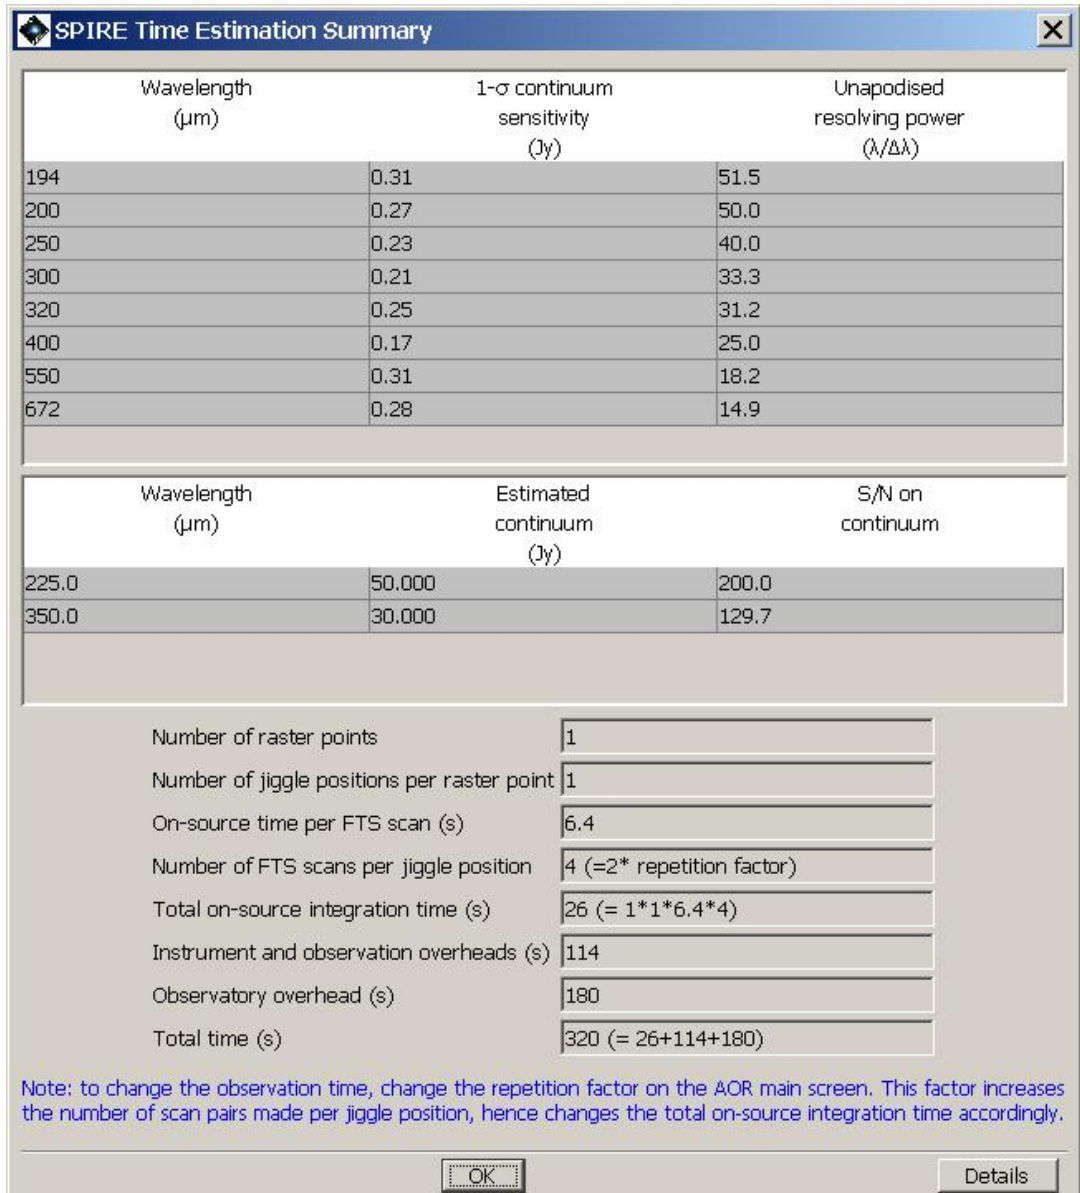 SPIRE Time Estimation Summary
Wavelength (µm) 1-σ continuum sensitivity (Jy) Unapodised resolving power (λ/Δλ)
194 0.31 51.5
200 0.27 50.0
250 0.23 40.0
300 0.21 33.3
320 0.25 31.2
400 0.17 25.0
550 0.31 18.2
672 0.28 14.9
Wavelength (µm) Estimated continuum (Jy) S/N on continuum
225.0 50.000 200.0
350.0 30.000 129.7
Number of raster points 1
Number of jiggle positions per raster point 1
On-source time per FTS scan (s) 6.4
Number of FTS scans per jiggle position 4 (=2* repetition factor)
Total on-source integration time (s) 26 (= 1*1*6.4*4)
Instrument and observation overheads (s) 114
Observatory overhead (s) 180
Total time (s) 320 (= 26+114+180)
Note: to change the observation time, change the repetition factor on the AOR main screen. This factor increases
the number of scan pairs made per jiggle position, hence changes the total on-source integration time accordingly.
OK Details